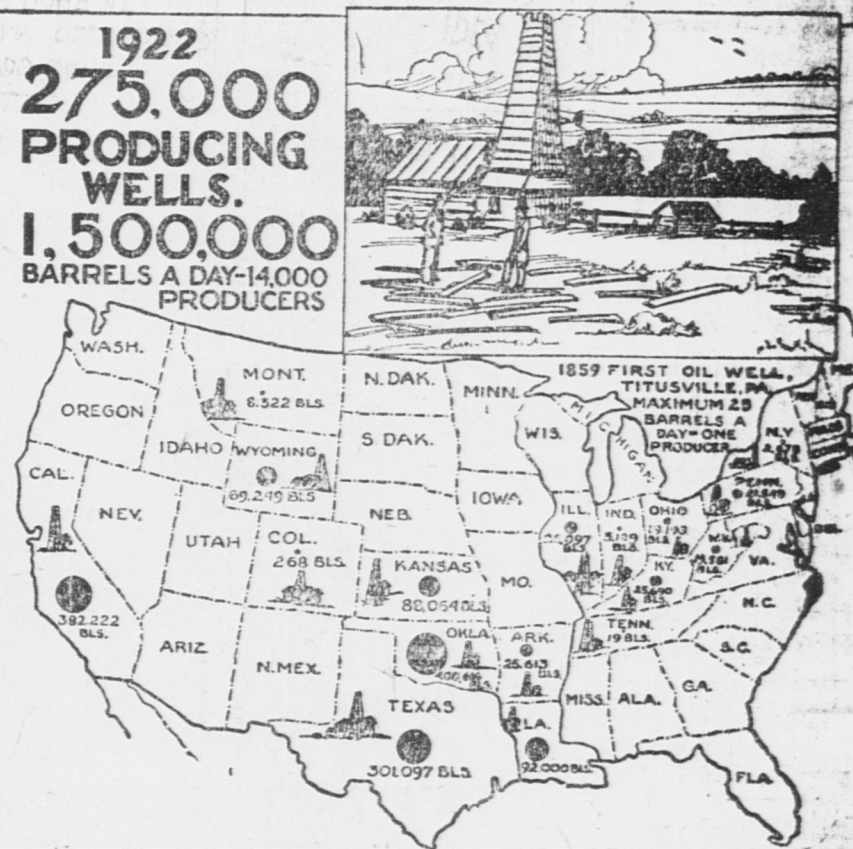 1922
275,000
PRODUCING
WELLS.
1,500,000
BARRELS A DAY-14,000
PRODUCERS
1859 FIRST OIL WELL,
TITUSVILLE, PA.
MAXIMUM 25
BARRELS A
DAY-ONE
PRODUCER
WASH.
OREGON
IDAHO
MONT.
8.322 BLS.
N. DAK.
S. DAK.
MINN.
WIS.
MICHIGAN
N.Y
WYOMING
69.249 BLS
CAL.
382.222
BLS.
NEV.
UTAH
COL.
268 BLS.
NEB.
IOWA
ILL.
BLS.
IND.
BLS.
OHIO
BLS
PENN.
BLS.
VA.
KANSAS
88,064 BLS
MO.
KY.
BLS.
N.C.
TENN.
19 BLS.
S.C.
ARIZ
N.MEX.
OKLA
BLS
ARK.
25.613
BLS
TEXAS
301.097 BLS
LA.
92.000 BLS
MISS.
ALA.
GA.
FLA